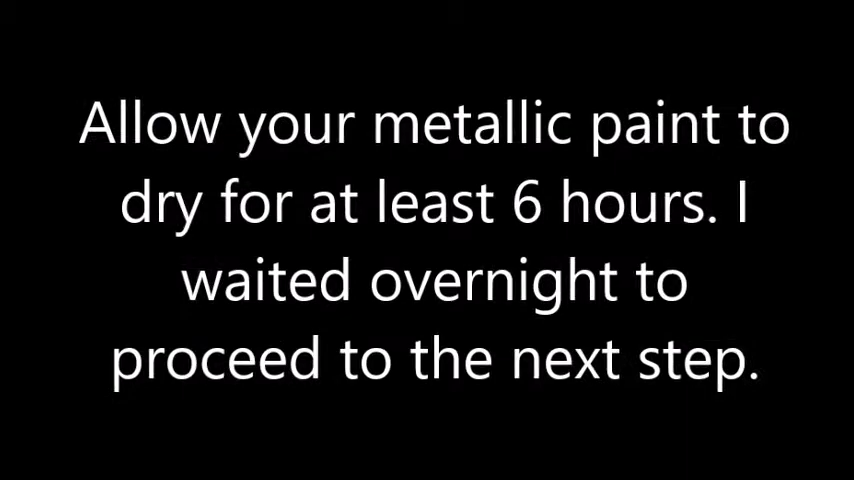 Allow your metallic paint to
dry for at least 6 hours. I
waited overnight to
proceed to the next step.